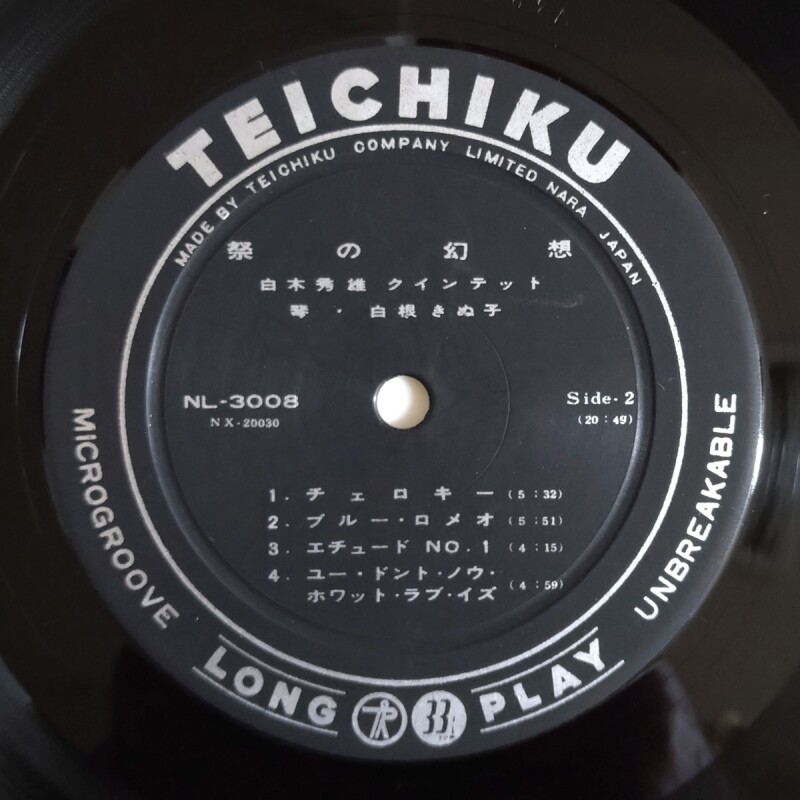 TEICHIKU
MADE BY TEICHIKU COMPANY LIMITED NARA JAPAN
祭の幻想
白木秀雄 クインテット
琴・白根きぬ子
NL-3008
NX-20030
Side・2
(20:49)
1. チェロキー (5:32)
2. ブルー・ロメオ (5:51)
3. エチュード NO.1 (4:15)
4. ユー・ドント・ノウ・
ホワット・ラブ・イズ (4:59)
MICROGROOVE
UNBREAKABLE
LONG PLAY
33⅓